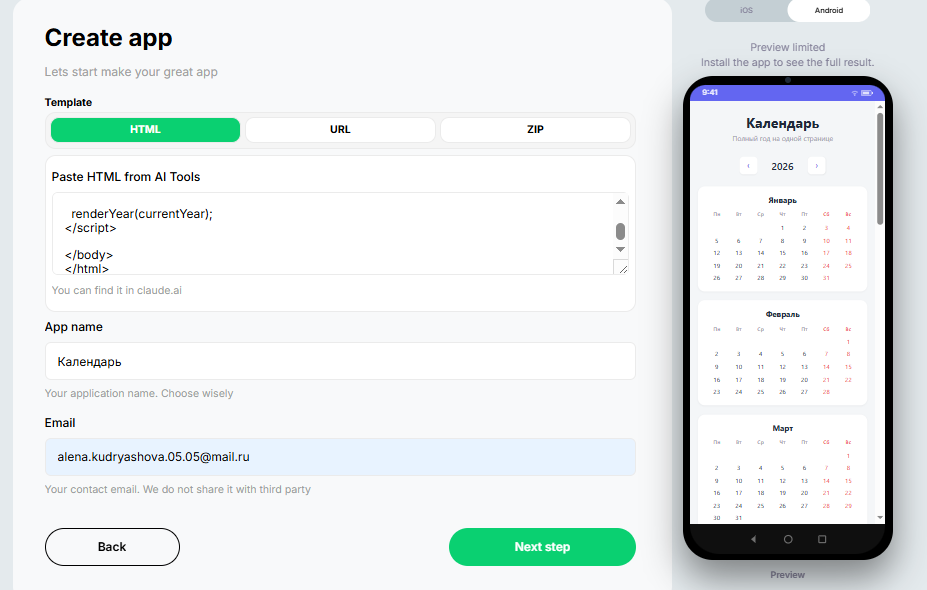 Create app
Lets start make your great app
Template
HTML URL ZIP
Paste HTML from AI Tools
renderYear(currentYear);
</script>
</body>
</html>
You can find it in claude.ai
App name
Календарь
Your application name. Choose wisely
Email
alena.kudryashova.05.05@mail.ru
Your contact email. We do not share it with third party
Back Next step
iOS Android
Preview limited
Install the app to see the full result.
9:41
Календарь
Полный год на одной странице
‹ 2026 ›
Январь
Пн Вт Ср Чт Пт Сб Вс
1 2 3 4
5 6 7 8 9 10 11
12 13 14 15 16 17 18
19 20 21 22 23 24 25
26 27 28 29 30 31
Февраль
Пн Вт Ср Чт Пт Сб Вс
1
2 3 4 5 6 7 8
9 10 11 12 13 14 15
16 17 18 19 20 21 22
23 24 25 26 27 28
Март
Пн Вт Ср Чт Пт Сб Вс
1
2 3 4 5 6 7 8
9 10 11 12 13 14 15
16 17 18 19 20 21 22
23 24 25 26 27 28 29
30 31
Preview